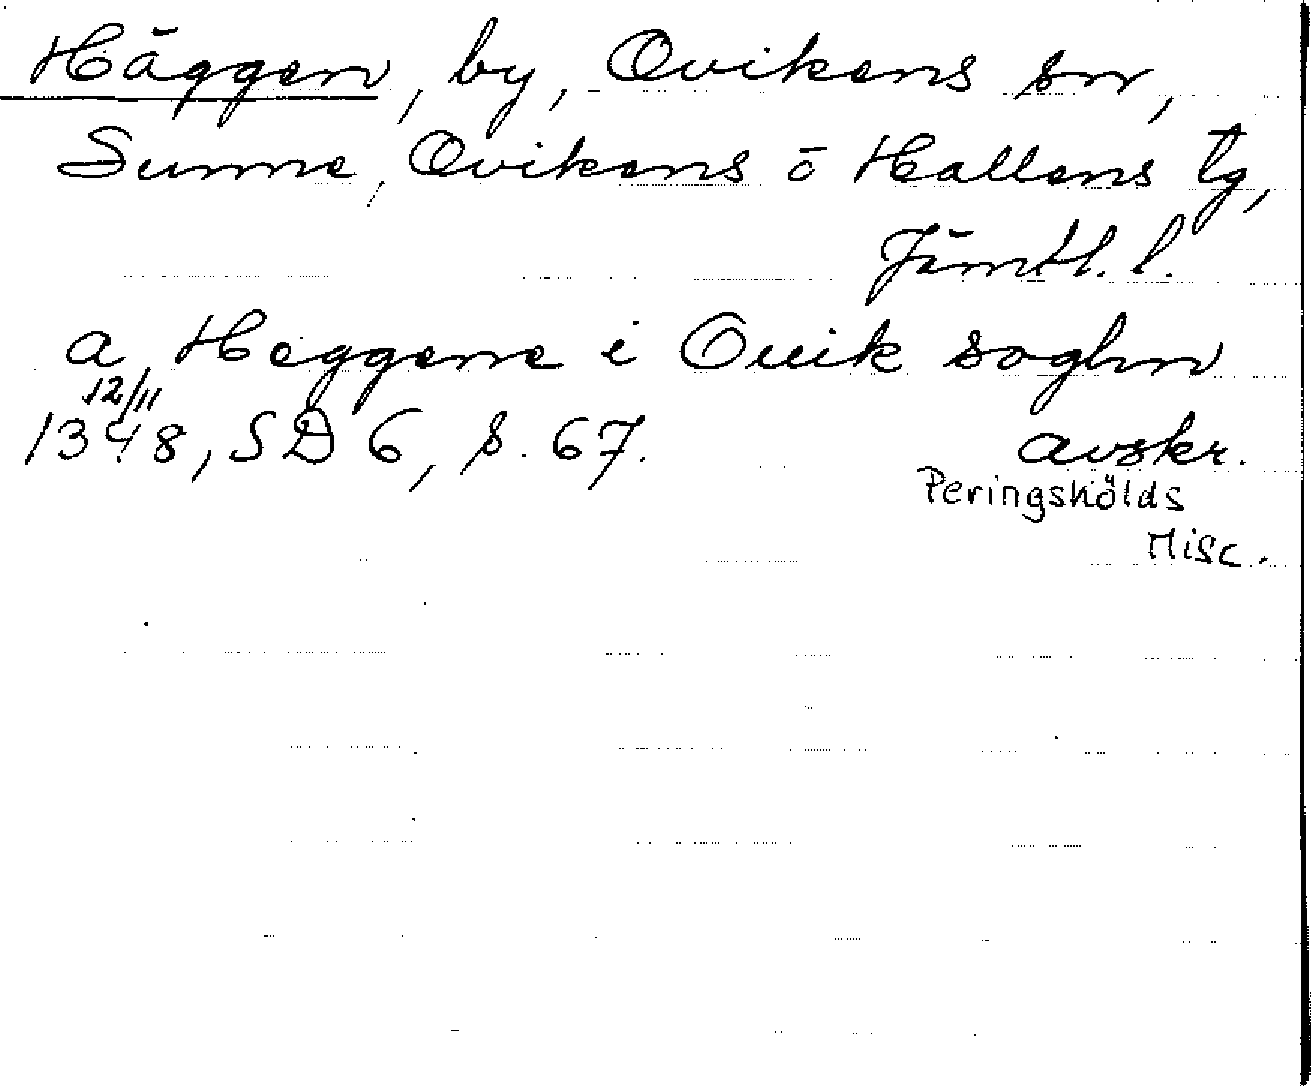 Häggen, by, Ovikens sn,
Sunne, Ovikens o Hallens tg,
Jämtl. l.
a Heggene i Ouik soghn
12/11
1348, SD 6, s. 67. avskr.
Peringskölds
Misc.